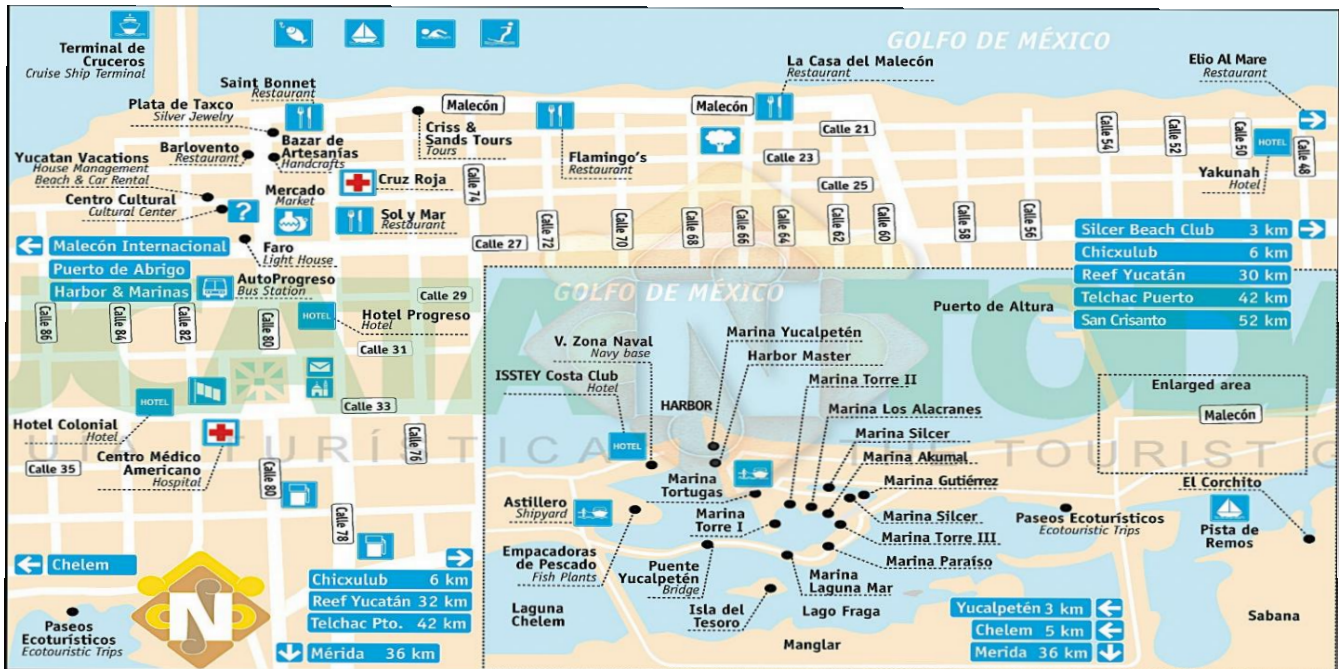 Terminal de
Cruceros
Cruise Ship Terminal
GOLFO DE MÉXICO
La Casa del Malecón
Restaurant
Elio Al Mare
Restaurant
Saint Bonnet
Restaurant
Plata de Taxco
Silver Jewelry
Malecón
Malecón
Barlovento
Restaurant
Bazar de
Artesanías
Handcrafts
Criss &
Sands Tours
Tours
Flamingo's
Restaurant
Calle 21
Calle 23
Calle 25
Calle 54
Calle 52
Calle 50
Calle 48
HOTEL
Yakunah
Hotel
Yucatan Vacations
House Management
Beach & Car Rental
Centro Cultural
Cultural Center
?
Mercado
Market
Cruz Roja
Sol y Mar
Restaurant
Calle 74
Calle 72
Calle 70
Calle 68
Calle 66
Calle 64
Calle 62
Calle 60
Calle 58
Calle 56
Calle 27
Malecón Internacional
Puerto de Abrigo
Harbor & Marinas
Faro
Light House
AutoProgreso
Bus Station
Silcer Beach Club 3 km
Chicxulub 6 km
Reef Yucatán 30 km
Telchac Puerto 42 km
San Crisanto 52 km
Calle 29
HOTEL
Hotel Progreso
Hotel
Calle 86
Calle 84
Calle 82
Calle 80
Calle 31
Calle 33
HOTEL
Hotel Colonial
Hotel
Centro Médico
Americano
Hospital
Calle 35
Calle 80
Calle 78
Calle 76
Chelem
Paseos
Ecoturísticos
Ecotouristic Trips
N
Chicxulub 6 km
Reef Yucatán 32 km
Telchac Pto. 42 km
Mérida 36 km
GOLFO DE MÉXICO
Puerto de Altura
V. Zona Naval
Navy base
Marina Yucalpetén
Harbor Master
ISSTEY Costa Club
Hotel
HARBOR
HOTEL
Marina Torre II
Marina Los Alacranes
Marina Silcer
Marina Akumal
Marina Gutiérrez
Marina
Tortugas
Marina
Torre I
Marina Silcer
Marina Torre III
Marina Paraíso
Astillero
Shipyard
Empacadoras
de Pescado
Fish Plants
Puente
Yucalpetén
Bridge
Marina
Laguna Mar
Laguna
Chelem
Isla del
Tesoro
Lago Fraga
Manglar
Enlarged area
Malecón
Paseos Ecoturísticos
Ecotouristic Trips
El Corchito
Pista de
Remos
Sabana
Yucalpetén 3 km
Chelem 5 km
Merida 36 km
UCATAN TODA
UÍA TURÍSTICA
THE TOURIST G